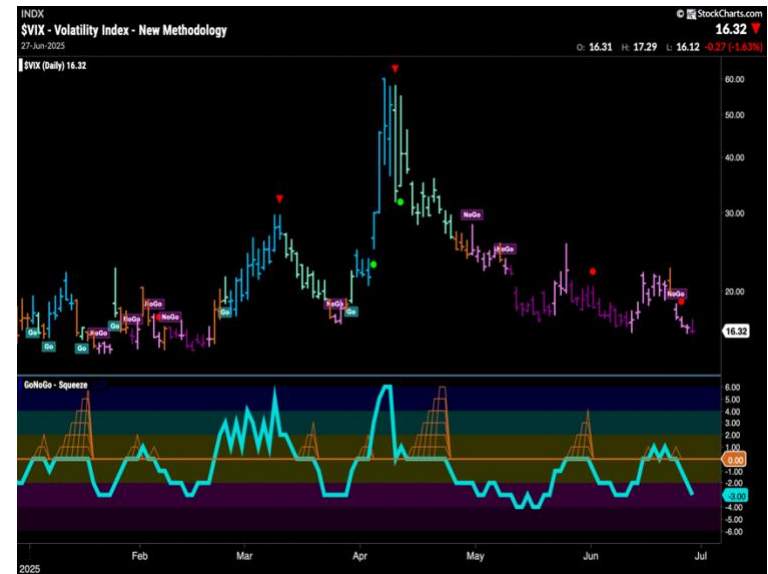 INDX
© StockCharts.com
$VIX - Volatility Index - New Methodology
16.32
27-Jun-2025
O: 16.31 H: 17.29 L: 16.12 -0.27 (-1.63%)
$VIX (Daily) 16.32
60.00
50.00
40.00
30.00
20.00
16.32
NoGo
NoGo
NoGo
NoGo
NoGo
NoGo
NoGo
NoGo
Go
Go
Go
Go
Go
Go
GoNoGo - Squeeze
6.00
5.00
4.00
3.00
2.00
1.00
0.00
-1.00
-2.00
-3.00
-4.00
-5.00
-6.00
Feb Mar Apr May Jun Jul
2025